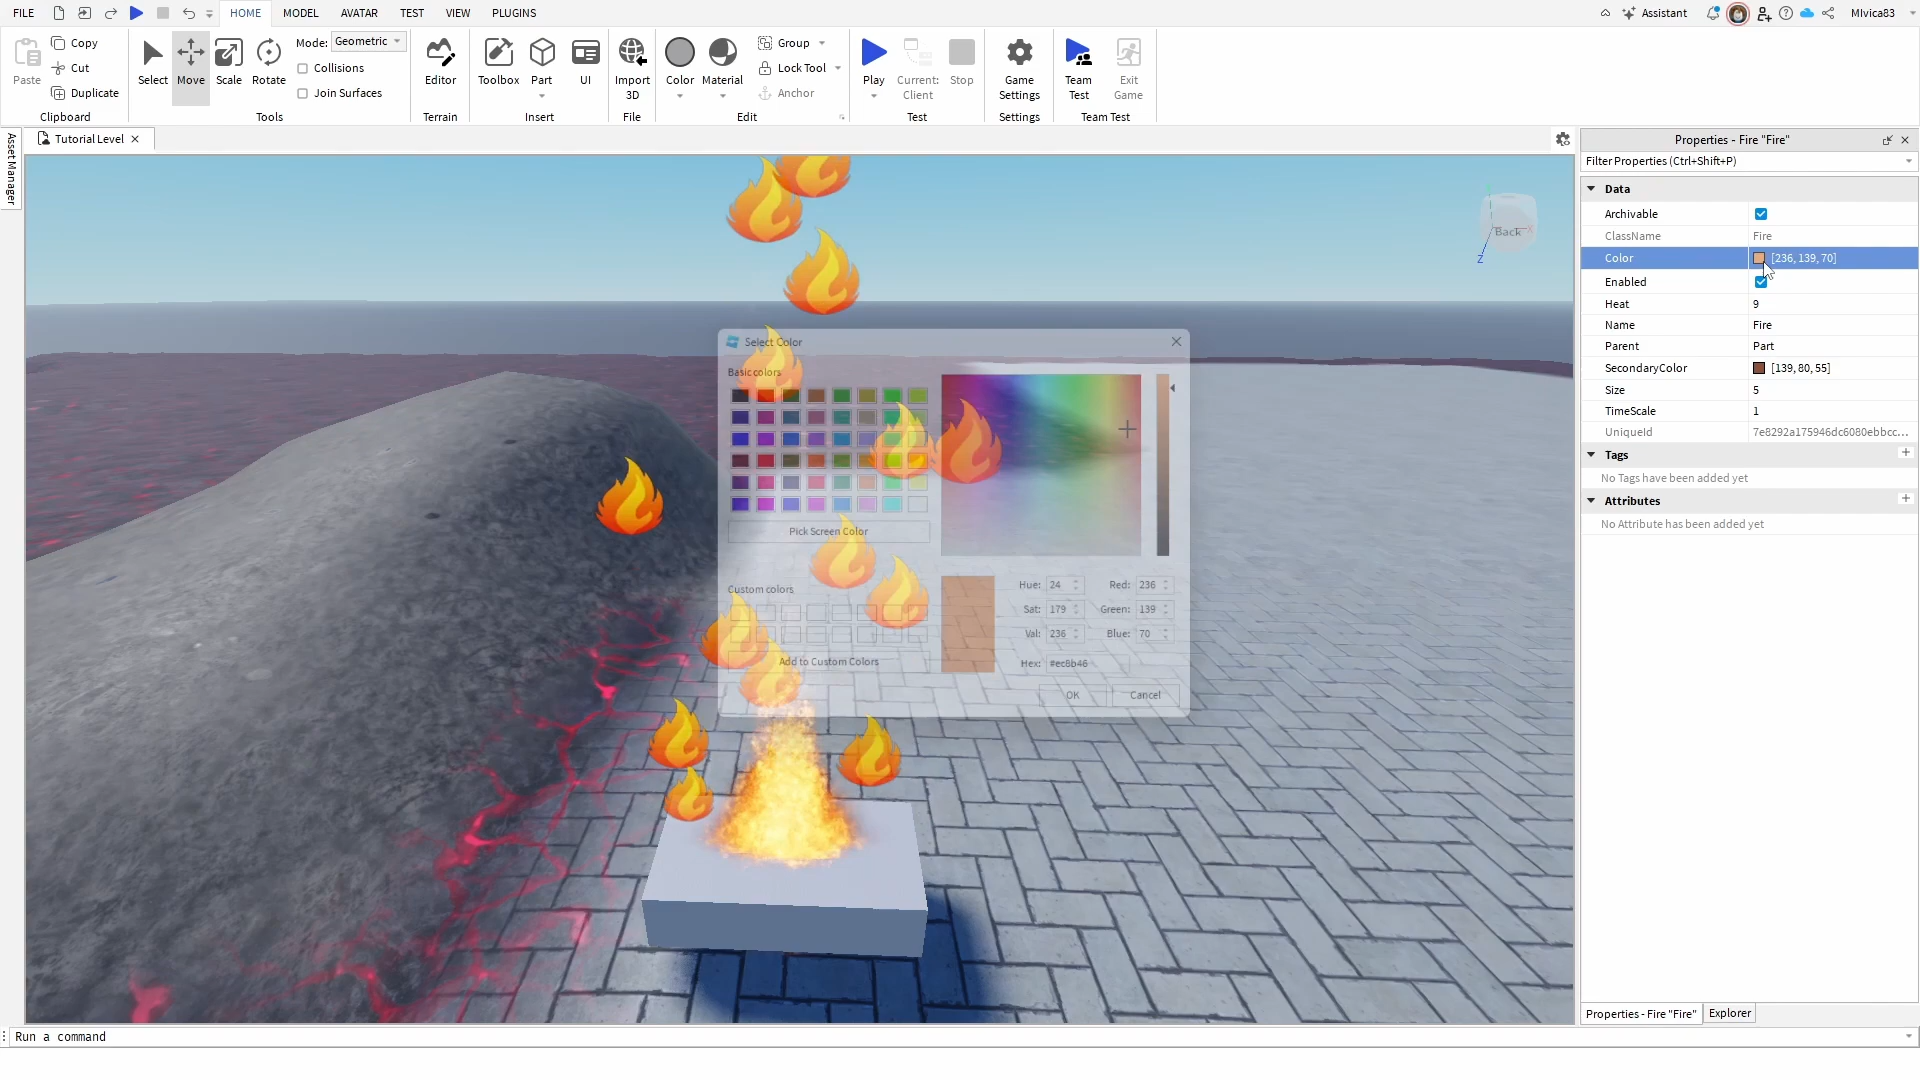 FILE HOME MODEL AVATAR TEST VIEW PLUGINS Assistant MIvica83
Paste Copy Cut Duplicate Clipboard
Select Move Scale Rotate Mode: Geometric Collisions Join Surfaces Tools
Editor Terrain
Toolbox Part UI Insert
Import 3D File
Color Material Group Lock Tool Anchor Edit
Play Current: Client Stop Test
Game Settings Settings
Team Test Exit Game Team Test
Asset Manager
Tutorial Level
Back
X
Z
Select Color
Basic colors
Pick Screen Color
Custom colors
Add to Custom Colors
Hue: 24 Red: 236
Sat: 179 Green: 139
Val: 236 Blue: 70
Hex: #ec8b46
OK Cancel
Properties - Fire "Fire"
Filter Properties (Ctrl+Shift+P)
Data
Archivable
ClassName Fire
Color [236, 139, 70]
Enabled
Heat 9
Name Fire
Parent Part
SecondaryColor [139, 80, 55]
Size 5
TimeScale 1
UniqueId 7e8292a175946dc6080ebbcc...
Tags
No Tags have been added yet
Attributes
No Attribute has been added yet
Properties - Fire "Fire" Explorer
Run a command